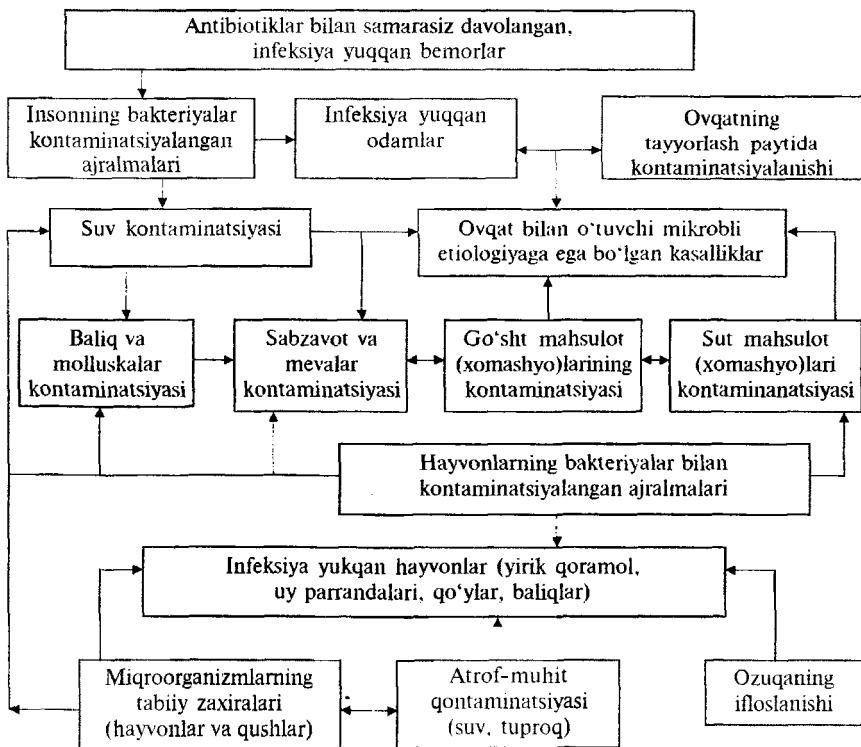 Antibiotiklar bilan samarasiz davolangan,
infeksiya yuqqan bemorlar
Insonning bakteriyalar
kontaminatsiyalangan
ajralmalari
Infeksiya yuqqan
odamlar
Ovqatning
tayyorlash paytida
kontaminatsiyalanishi
Suv kontaminatsiyasi
Ovqat bilan o‘tuvchi mikrobli
etiologiyaga ega bo‘lgan kasalliklar
Baliq va
molluskalar
kontaminatsiyasi
Sabzavot va
mevalar
kontaminatsiyasi
Go‘sht mahsulot
(xomashyo)larining
kontaminatsiyasi
Sut mahsulot
(xomashyo)lari
kontaminanatsiyasi
Hayvonlarning bakteriyalar bilan
kontaminatsiyalangan ajralmalari
Infeksiya yukqan hayvonlar (yirik qoramol,
uy parrandalari, qo‘ylar, baliqlar)
Miqroorganizmlarning
tabiiy zaxiralari
(hayvonlar va qushlar)
Atrof-muhit
qontaminatsiyasi
(suv, tuproq)
Ozuqaning
ifloslanishi